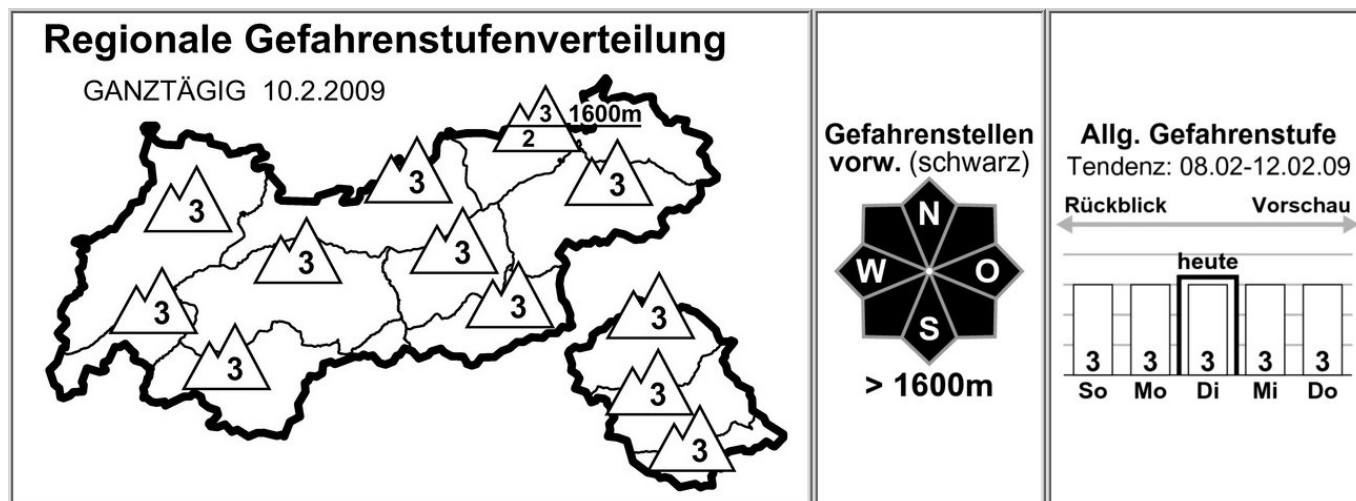 Regionale Gefahrenstufenverteilung
GANZTÄGIG 10.2.2009
3 1600m
2
3
3
3
3
3
3
3
3
3
3
3
3
Gefahrenstellen
vorw. (schwarz)
N
W O
S
> 1600m
Allg. Gefahrenstufe
Tendenz: 08.02-12.02.09
Rückblick Vorschau
heute
3 3 3 3 3
So Mo Di Mi Do